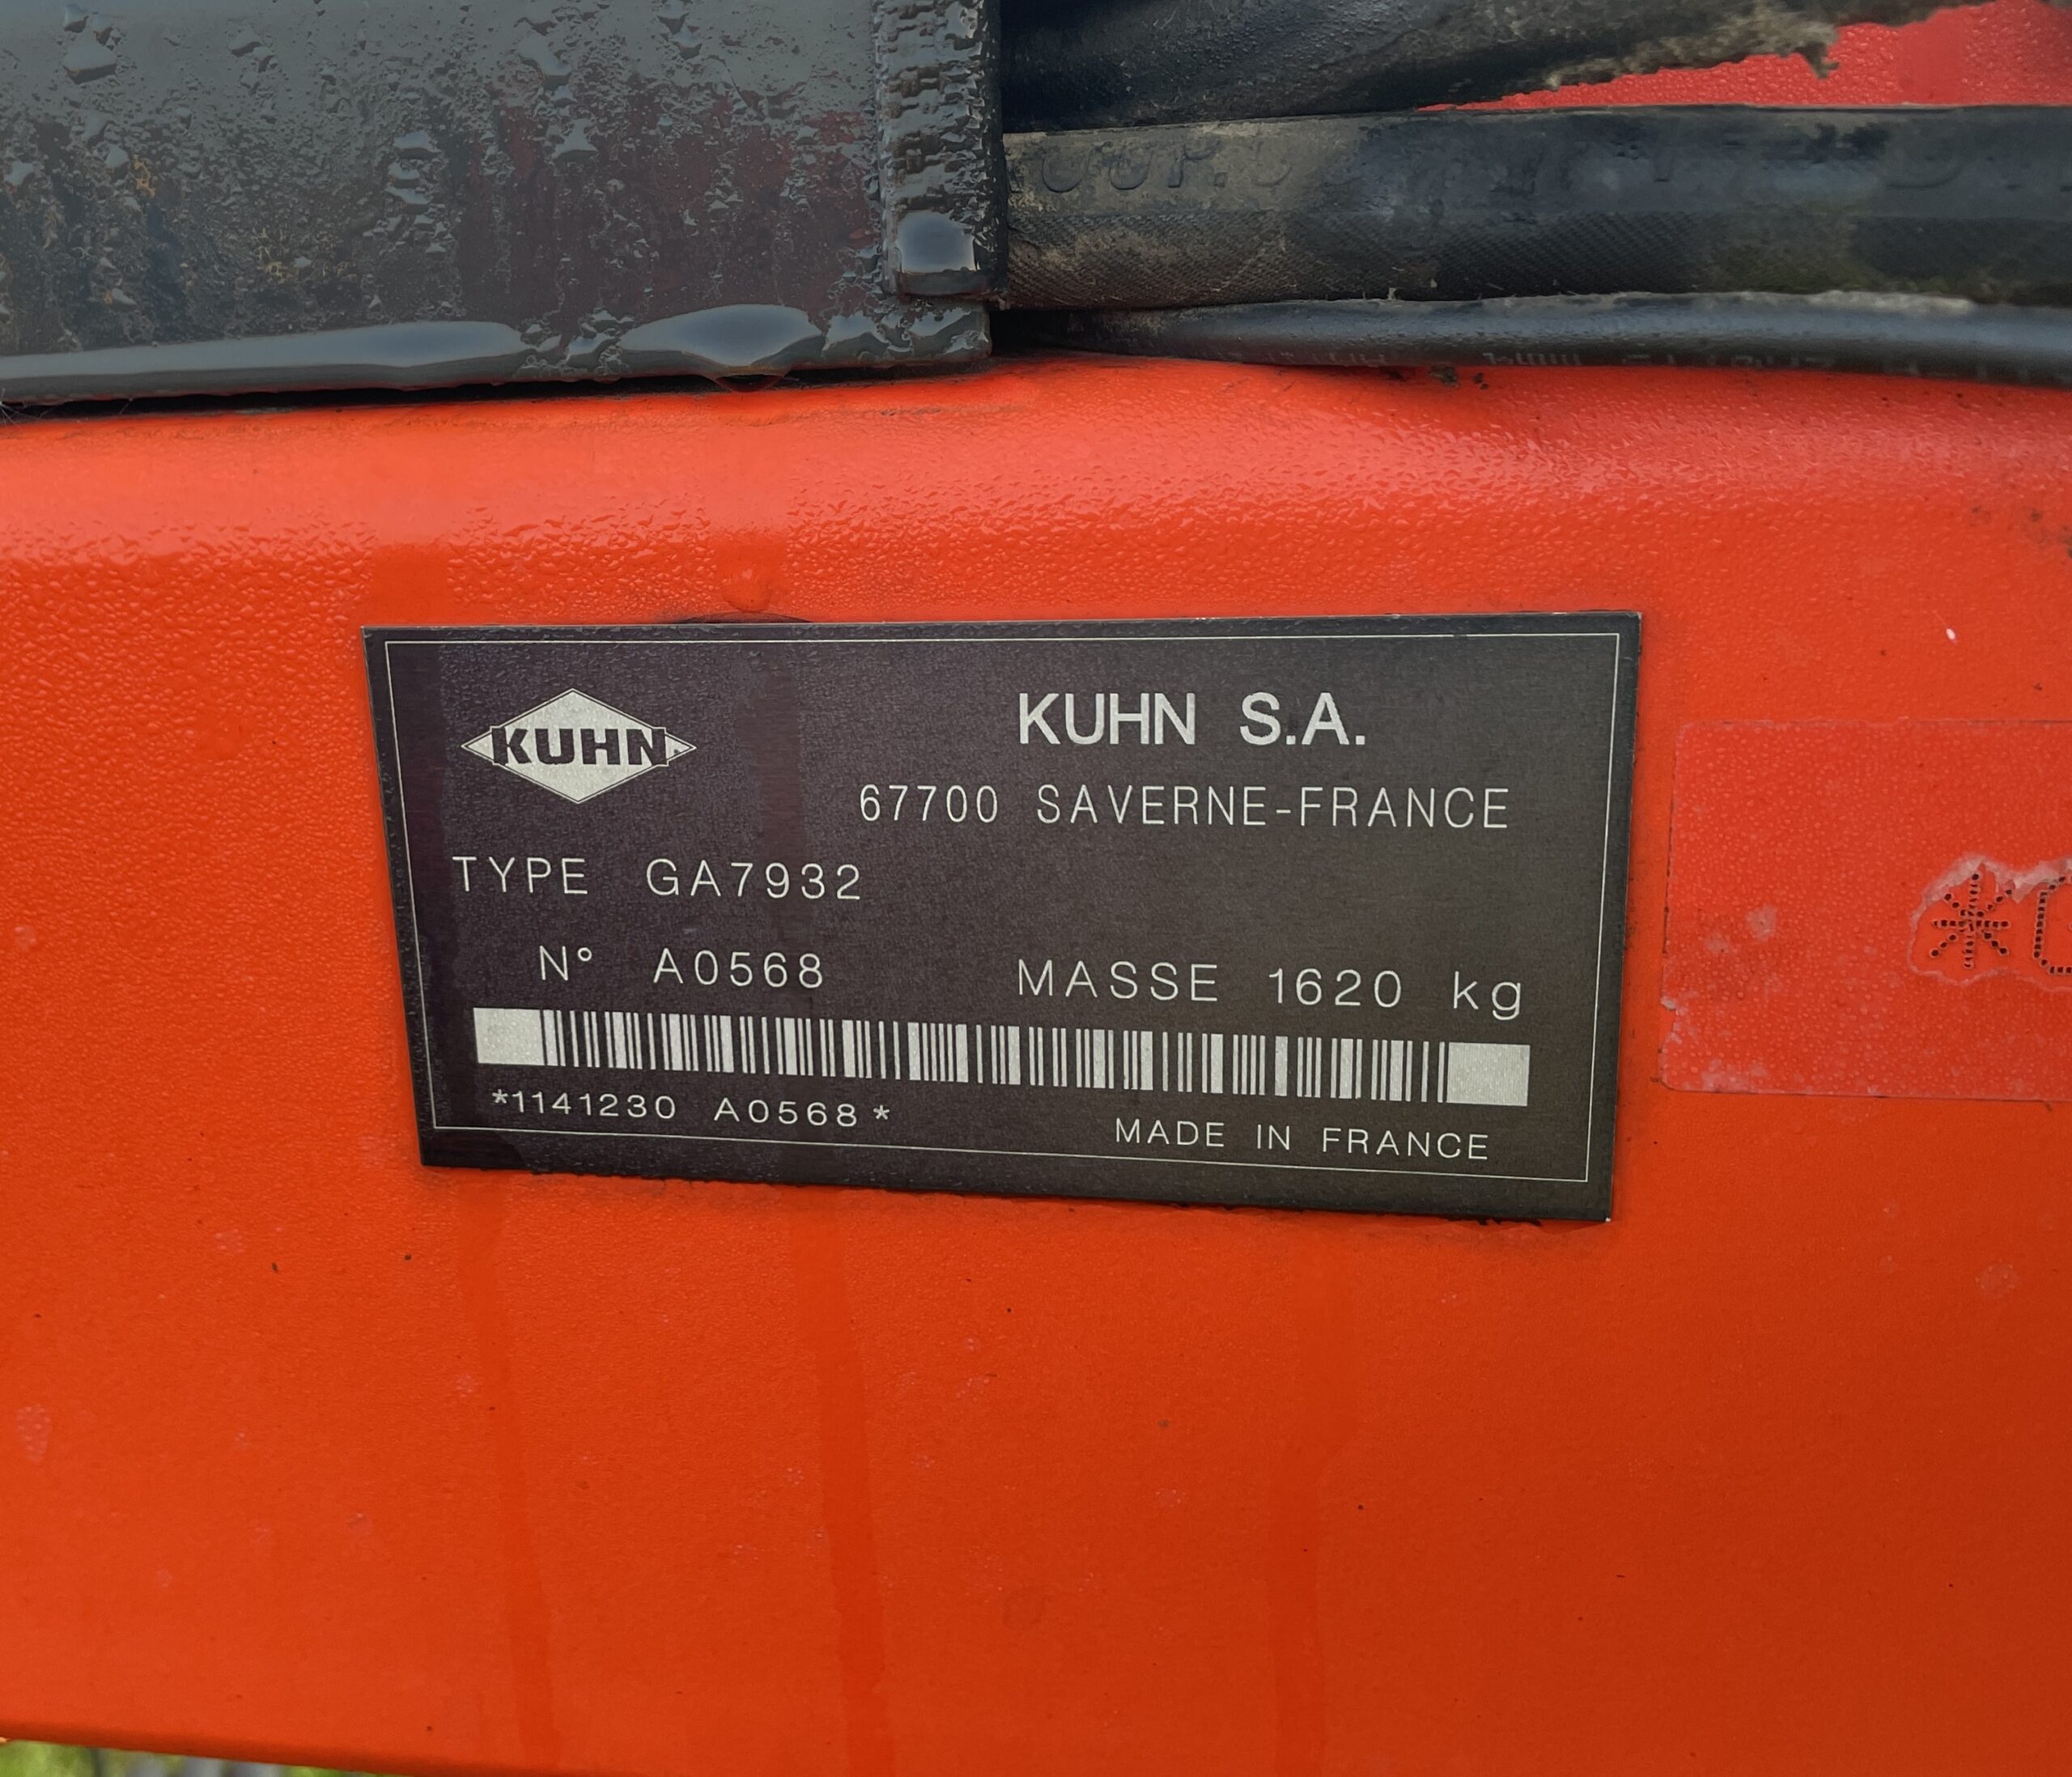 KUHN
KUHN S.A.
67700 SAVERNE-FRANCE
TYPE GA7932
N° A0568 MASSE 1620 kg
*1141230 A0568*
MADE IN FRANCE